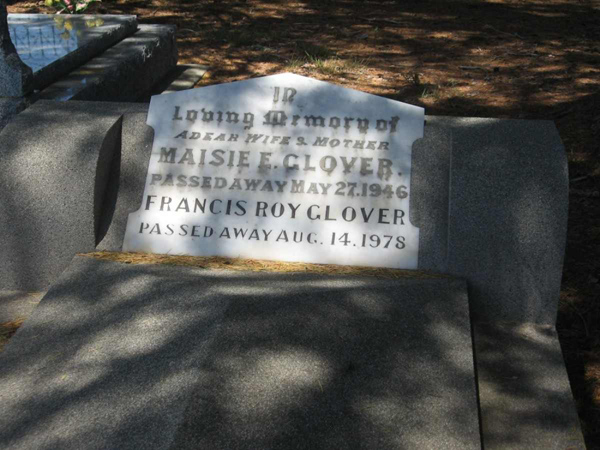 IN
Loving Memory of
A DEAR WIFE & MOTHER
MAISIE E. GLOVER.
PASSED AWAY MAY 27. 1946
FRANCIS ROY GLOVER
PASSED AWAY AUG. 14. 1978